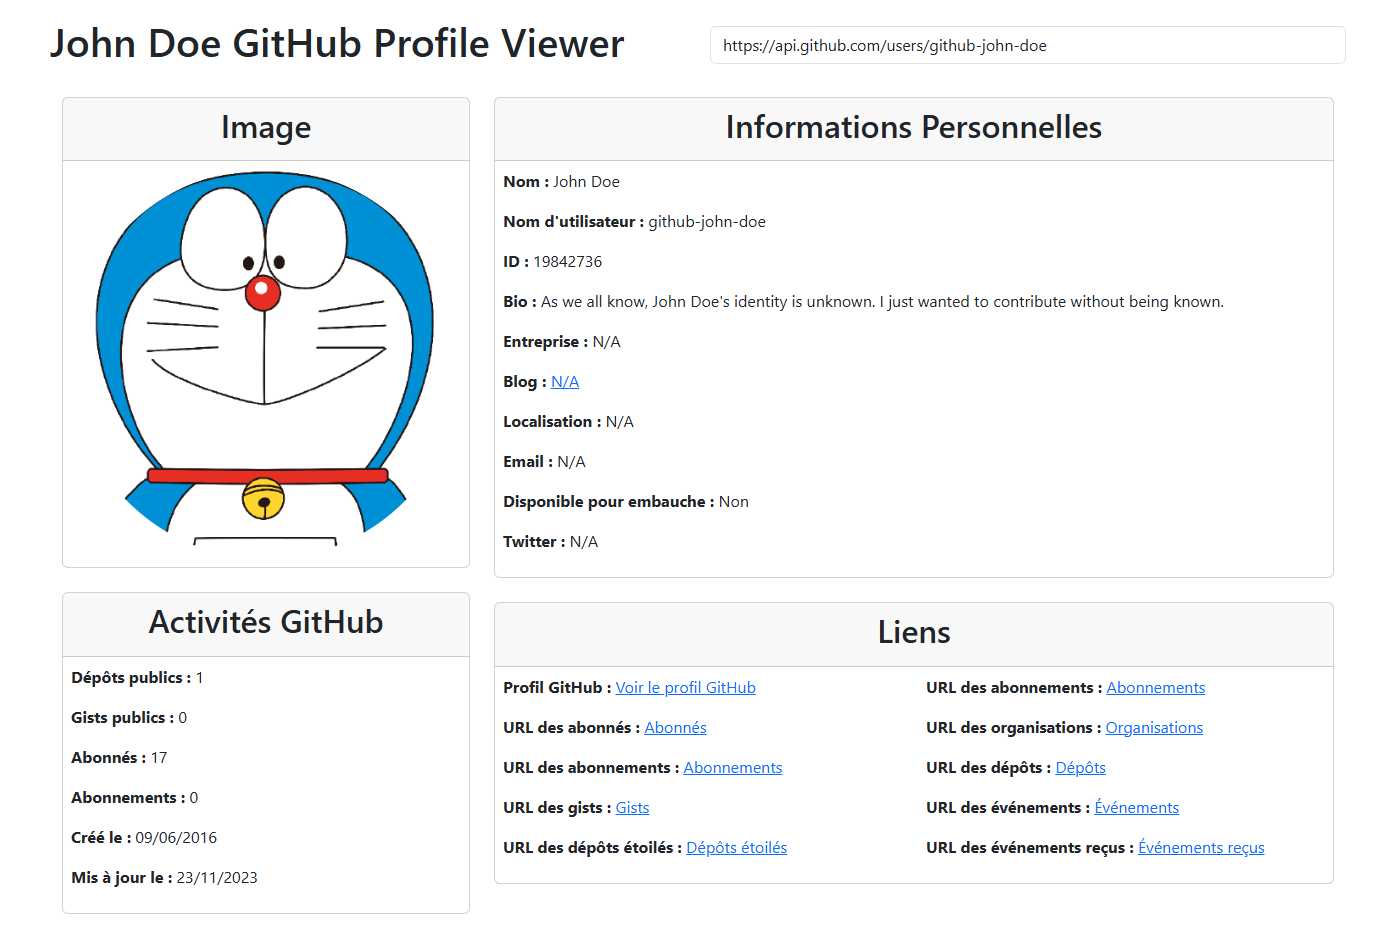 John Doe GitHub Profile Viewer
https://api.github.com/users/github-john-doe
Image
Informations Personnelles
Nom : John Doe
Nom d'utilisateur : github-john-doe
ID : 19842736
Bio : As we all know, John Doe's identity is unknown. I just wanted to contribute without being known.
Entreprise : N/A
Blog : N/A
Localisation : N/A
Email : N/A
Disponible pour embauche : Non
Twitter : N/A
Activités GitHub
Dépôts publics : 1
Gists publics : 0
Abonnés : 17
Abonnements : 0
Créé le : 09/06/2016
Mis à jour le : 23/11/2023
Liens
Profil GitHub : Voir le profil GitHub
URL des abonnés : Abonnés
URL des abonnements : Abonnements
URL des gists : Gists
URL des dépôts étoilés : Dépôts étoilés
URL des abonnements : Abonnements
URL des organisations : Organisations
URL des dépôts : Dépôts
URL des événements : Événements
URL des événements reçus : Événements reçus